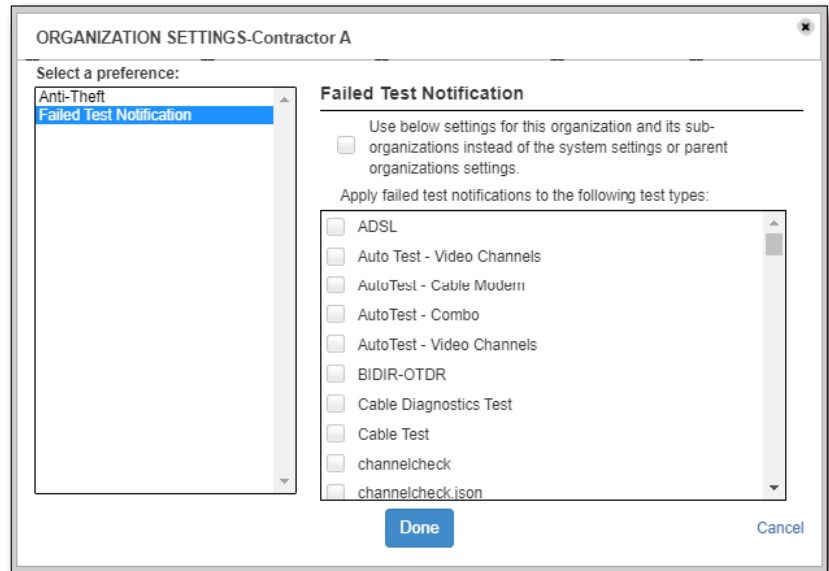 ORGANIZATION SETTINGS-Contractor A
Select a preference:
Anti-Theft
Failed Test Notification
Failed Test Notification
Use below settings for this organization and its sub-
organizations instead of the system settings or parent
organizations settings.
Apply failed test notifications to the following test types:
ADSL
Auto Test - Video Channels
AutoTest - Cable Modem
AutoTest - Combo
AutoTest - Video Channels
BIDIR-OTDR
Cable Diagnostics Test
Cable Test
channelcheck
channelcheck.json
Done
Cancel